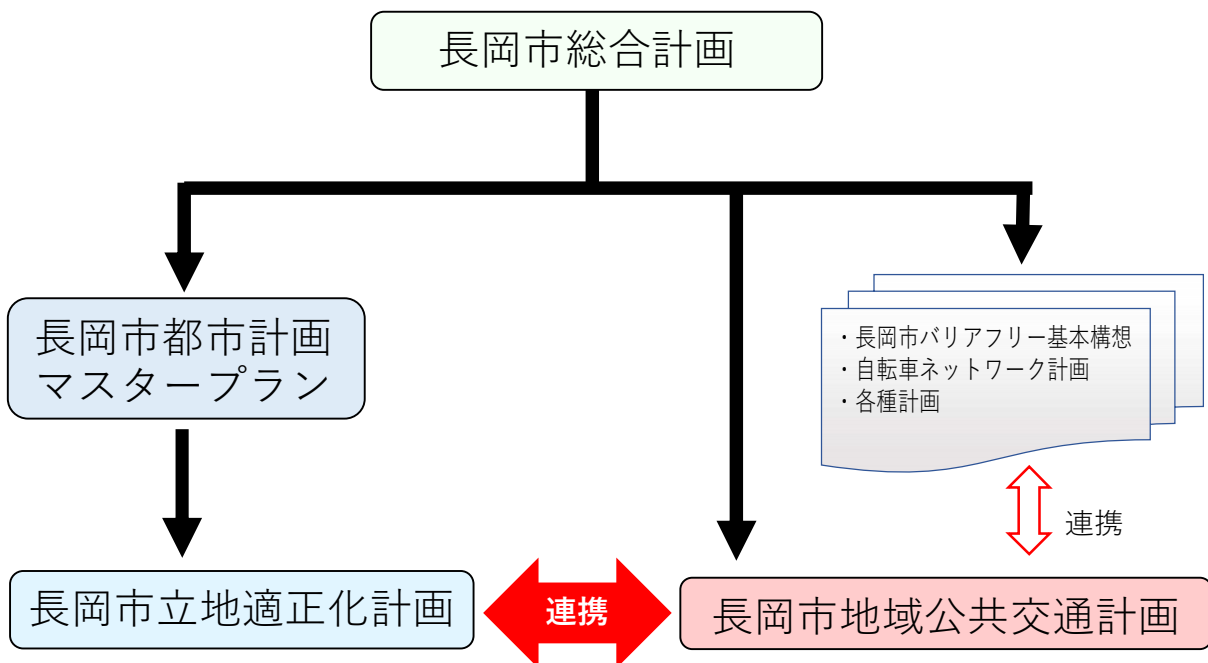 長岡市総合計画
長岡市都市計画
マスタープラン
・長岡市バリアフリー基本構想
・自転車ネットワーク計画
・各種計画
連携
長岡市立地適正化計画
連携
長岡市地域公共交通計画